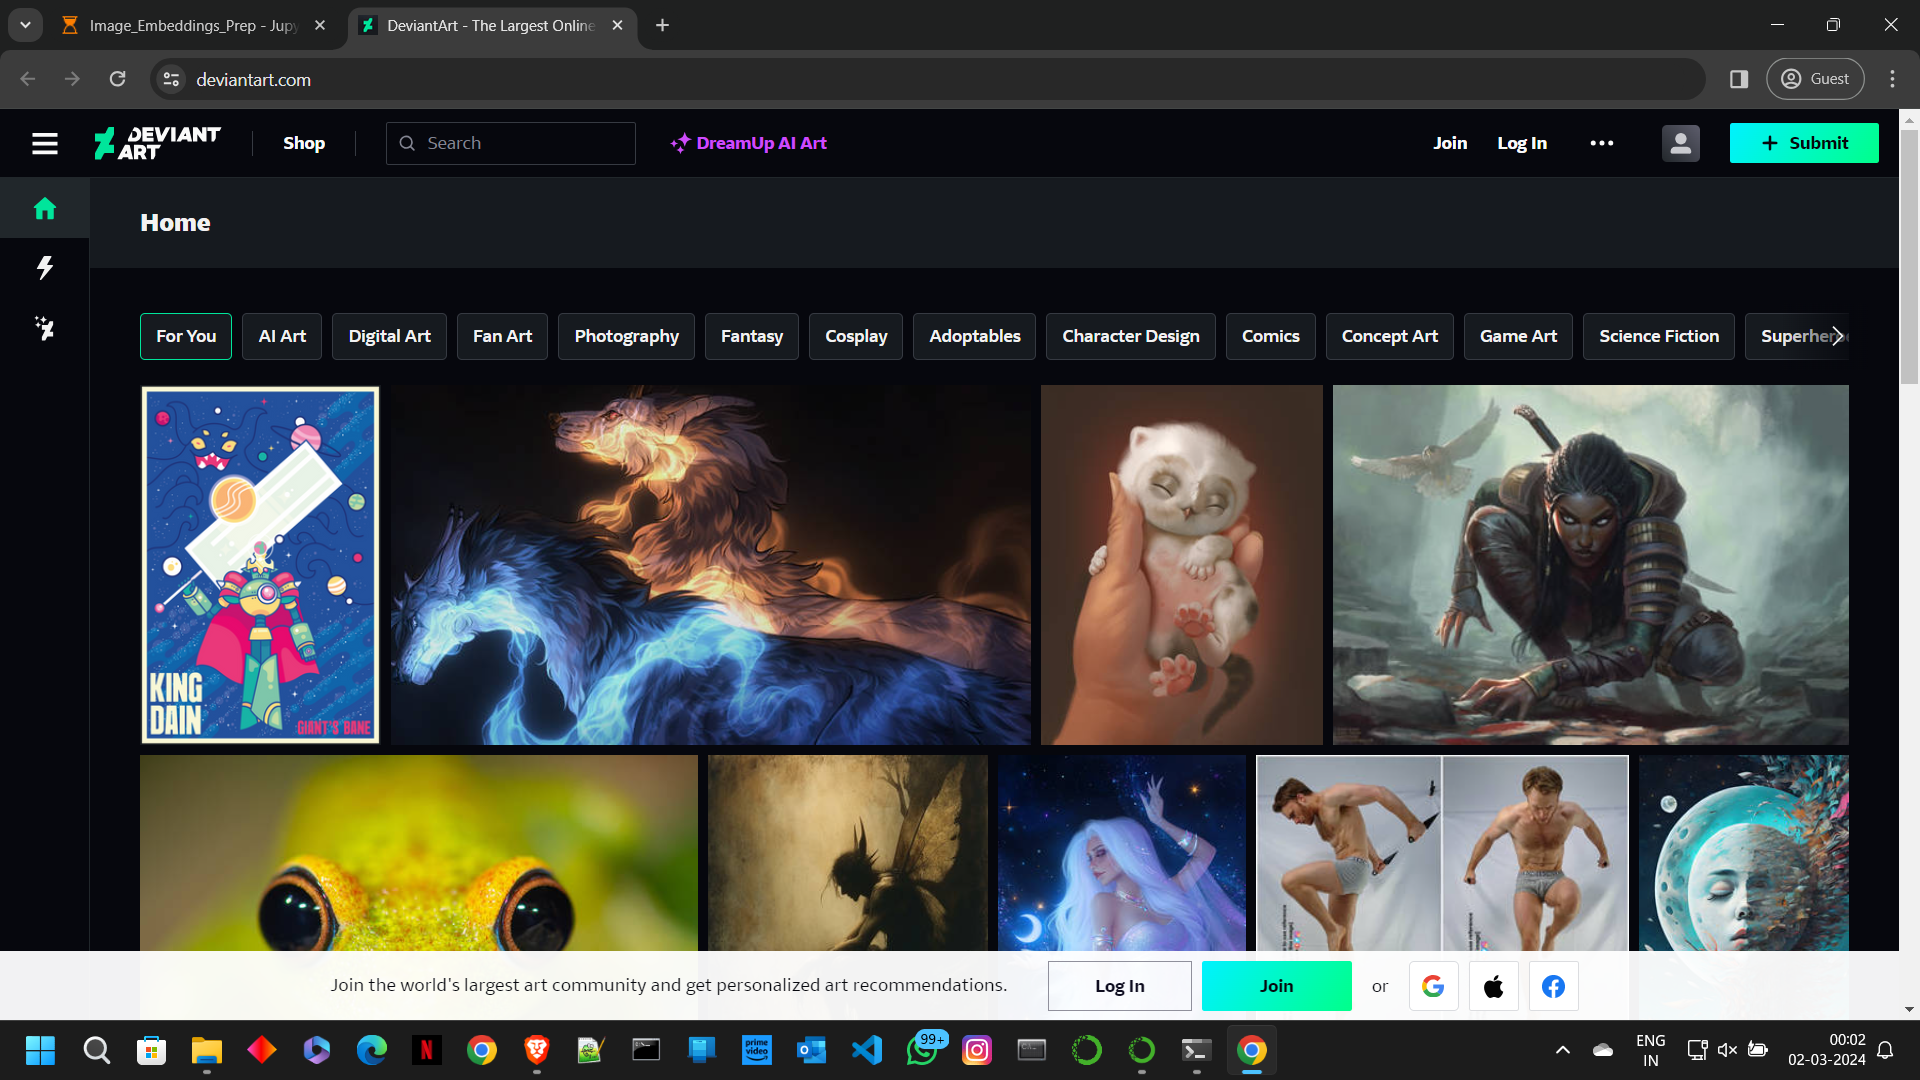 Image_Embeddings_Prep - Jupy
DeviantArt - The Largest Online
deviantart.com
Guest
DEVIANT
ART
Shop
Search
DreamUp AI Art
Join
Log In
Submit
Home
For You
AI Art
Digital Art
Fan Art
Photography
Fantasy
Cosplay
Adoptables
Character Design
Comics
Concept Art
Game Art
Science Fiction
Superhero
KING
DAIN
GIANT'S BANE
Join the world's largest art community and get personalized art recommendations.
Log In
Join
or
N
prime
video
99+
ENG
IN
00:02
02-03-2024